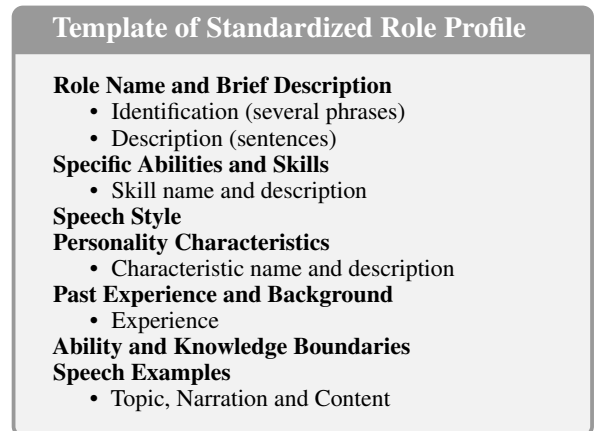 Template of Standardized Role Profile
Role Name and Brief Description
• Identification (several phrases)
• Description (sentences)
Specific Abilities and Skills
• Skill name and description
Speech Style
Personality Characteristics
• Characteristic name and description
Past Experience and Background
• Experience
Ability and Knowledge Boundaries
Speech Examples
• Topic, Narration and Content